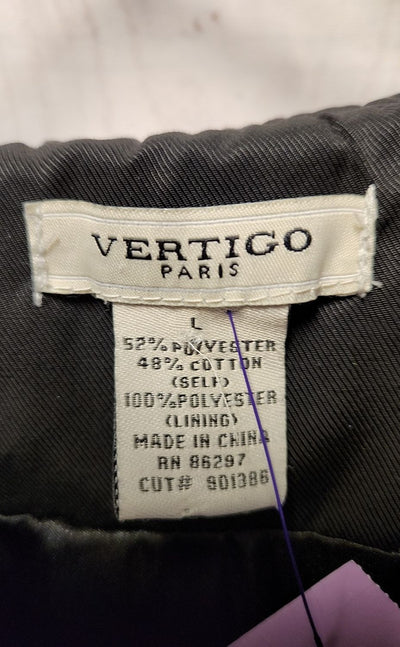 VERTIGO
PARIS
L
52% POLYESTER
48% COTTON
(SELF)
100%POLYESTER
(LINING)
MADE IN CHINA
RN 86297
CUT# 901386